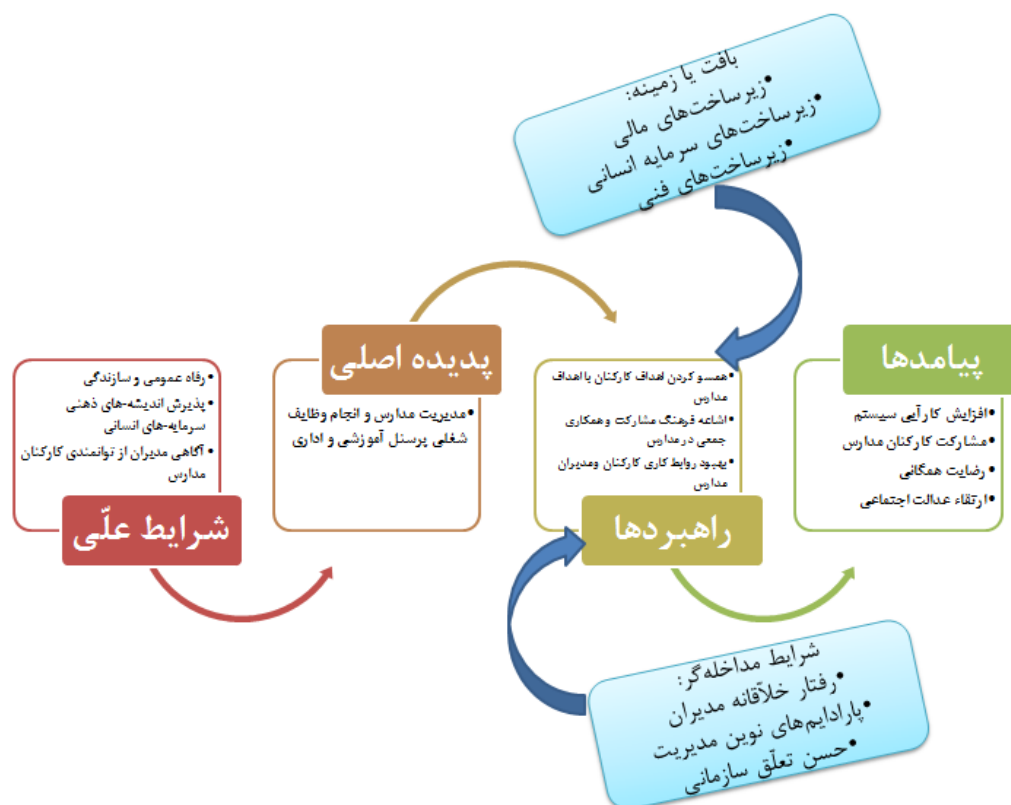 بافت یا زمینه:
•زیرساخت‌های مالی
•زیرساخت‌های سرمایه انسانی
•زیرساخت‌های فنی
پیامدها
•افزایش کارآیی سیستم
•مشارکت کارکنان مدارس
•رضایت همگانی
•ارتقاء عدالت اجتماعی
•همسو کردن اهداف کارکنان با اهداف
مدارس
•اشاعه فرهنگ مشارکت و همکاری
جمعی در مدارس
•بهبود روابط کاری کارکنان ومدیران
مدارس
راهبردها
پدیده اصلی
•مدیریت مدارس و انجام وظایف
شغلی پرسنل آموزشی و اداری
•رفاه عمومی و سازندگی
•پذیرش اندیشه-های ذهنی
سرمایه-های انسانی
•آگاهی مدیران از توانمندی کارکنان
مدارس
شرایط علّی
شرایط مداخله‌گر:
•رفتار خلاّقانه مدیران
•پارادایم‌های نوین مدیریت
•حسن تعلّق سازمانی